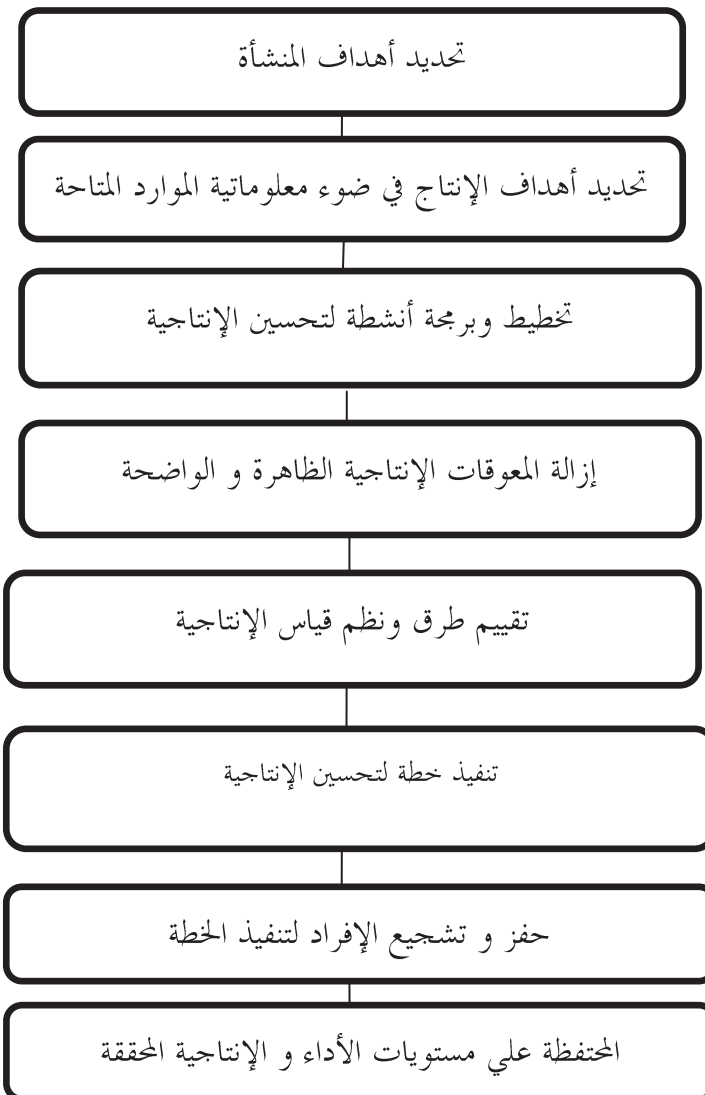 تحديد أهداف المنشأة
تحديد أهداف الإنتاج في ضوء معلوماتية الموارد المتاحة
تخطيط وبرمجة أنشطة لتحسين الإنتاجية
إزالة المعوقات الإنتاجية الظاهرة و الواضحة
تقييم طرق ونظم قياس الإنتاجية
تنفيذ خطة لتحسين الإنتاجية
حفز و تشجيع الإفراد لتنفيذ الخطة
المحتفظة علي مستويات الأداء و الإنتاجية المحققة